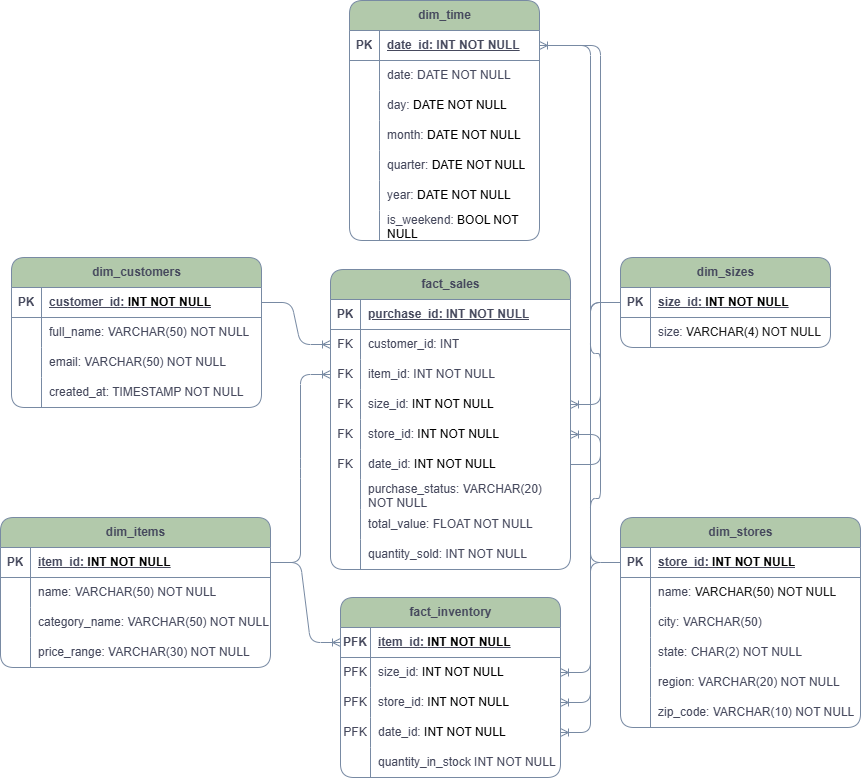 dim_time
PK date_id: INT NOT NULL
date: DATE NOT NULL
day: DATE NOT NULL
month: DATE NOT NULL
quarter: DATE NOT NULL
year: DATE NOT NULL
is_weekend: BOOL NOT
NULL
dim_customers
PK customer_id: INT NOT NULL
full_name: VARCHAR(50) NOT NULL
email: VARCHAR(50) NOT NULL
created_at: TIMESTAMP NOT NULL
fact_sales
PK purchase_id: INT NOT NULL
FK customer_id: INT
FK item_id: INT NOT NULL
FK size_id: INT NOT NULL
FK store_id: INT NOT NULL
FK date_id: INT NOT NULL
purchase_status: VARCHAR(20)
NOT NULL
total_value: FLOAT NOT NULL
quantity_sold: INT NOT NULL
dim_sizes
PK size_id: INT NOT NULL
size: VARCHAR(4) NOT NULL
dim_items
PK item_id: INT NOT NULL
name: VARCHAR(50) NOT NULL
category_name: VARCHAR(50) NOT NULL
price_range: VARCHAR(30) NOT NULL
fact_inventory
PFK item_id: INT NOT NULL
PFK size_id: INT NOT NULL
PFK store_id: INT NOT NULL
PFK date_id: INT NOT NULL
quantity_in_stock INT NOT NULL
dim_stores
PK store_id: INT NOT NULL
name: VARCHAR(50) NOT NULL
city: VARCHAR(50)
state: CHAR(2) NOT NULL
region: VARCHAR(20) NOT NULL
zip_code: VARCHAR(10) NOT NULL